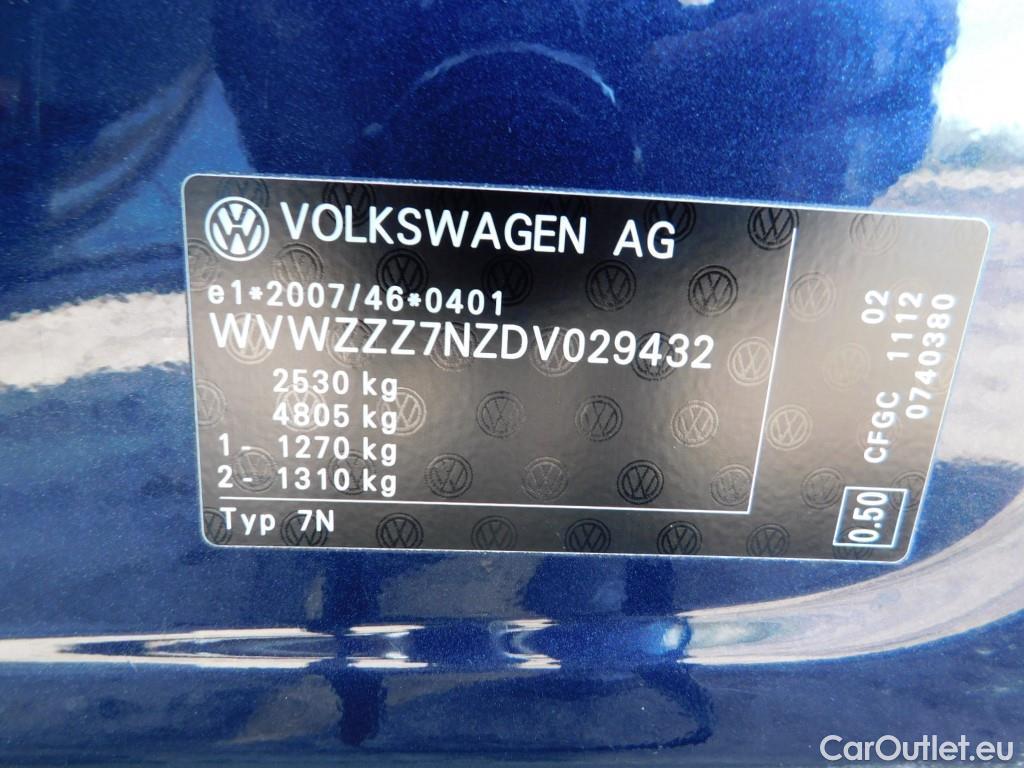 VOLKSWAGEN AG
e1*2007/46*0401
WVWZZZ7NZDV029432
2530 kg
4805 kg
1- 1270 kg
2- 1310 kg
Typ 7N
02
CFGC 1112
0740380
0.50
CarOutlet.eu